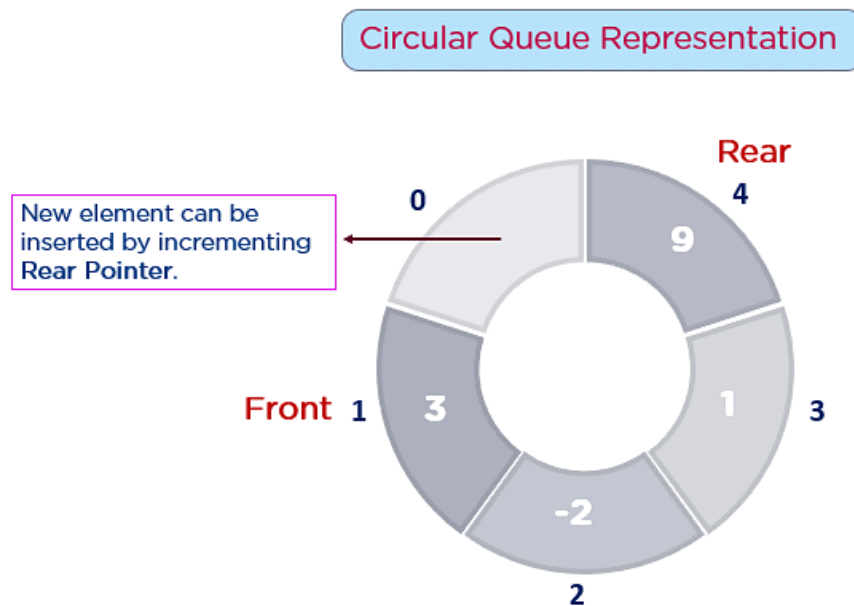 Circular Queue Representation
Rear
0
4
New element can be
inserted by incrementing
Rear Pointer.
9
Front
1
3
1
3
-2
2